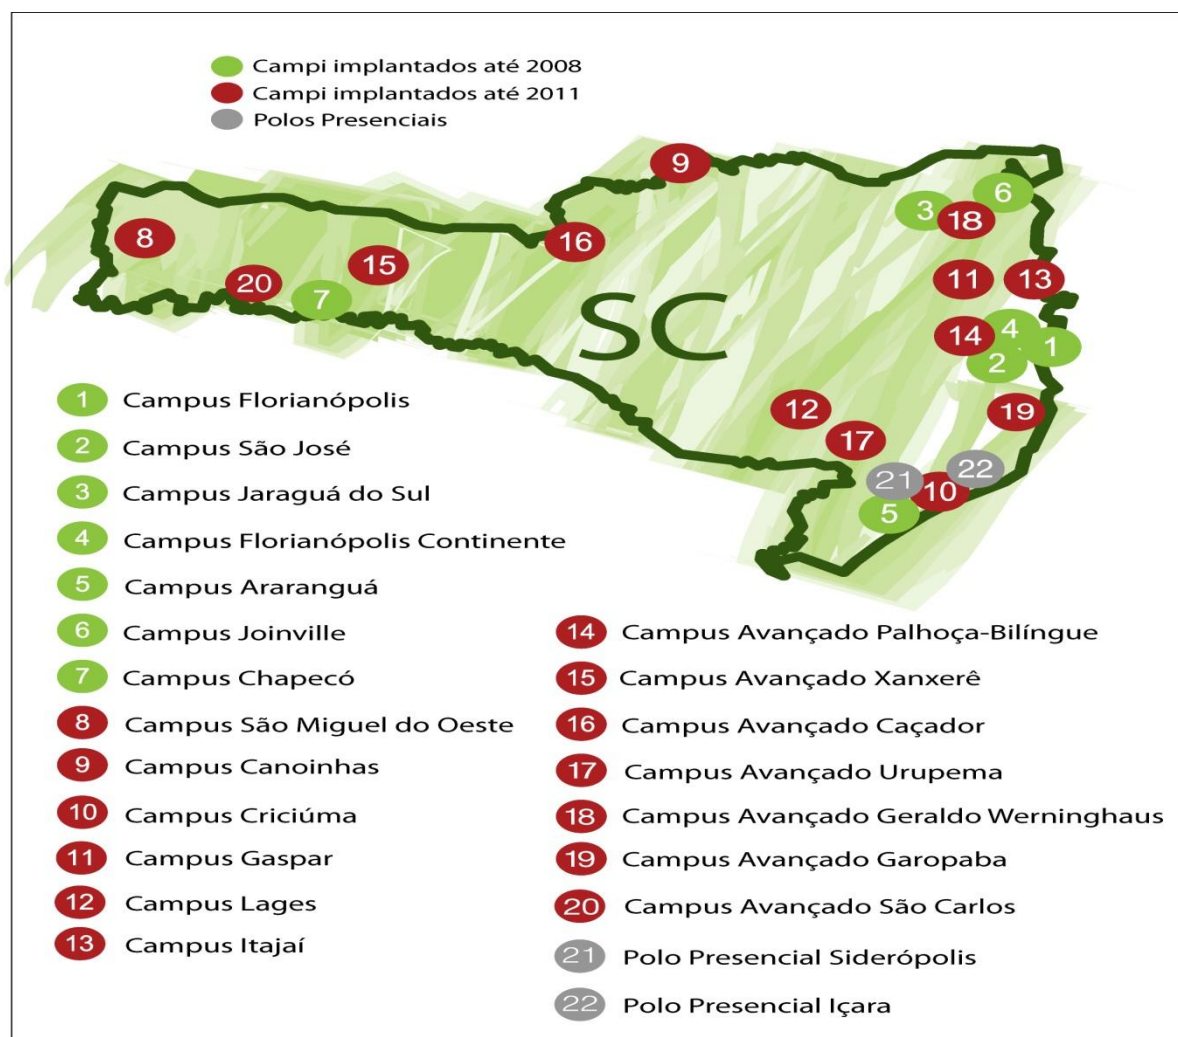 Campi implantados até 2008
Campi implantados até 2011
Polos Presenciais
9
6
3
18
8
16
15
11
13
20
7
SC
4
14
1
2
12
19
17
22
21
10
5
1 Campus Florianópolis
2 Campus São José
3 Campus Jaraguá do Sul
4 Campus Florianópolis Continente
5 Campus Araranguá
6 Campus Joinville
7 Campus Chapecó
8 Campus São Miguel do Oeste
9 Campus Canoinhas
10 Campus Criciúma
11 Campus Gaspar
12 Campus Lages
13 Campus Itajaí
14 Campus Avançado Palhoça-Bilíngue
15 Campus Avançado Xanxerê
16 Campus Avançado Caçador
17 Campus Avançado Urupema
18 Campus Avançado Geraldo Werninghaus
19 Campus Avançado Garopaba
20 Campus Avançado São Carlos
21 Polo Presencial Siderópolis
22 Polo Presencial Içara